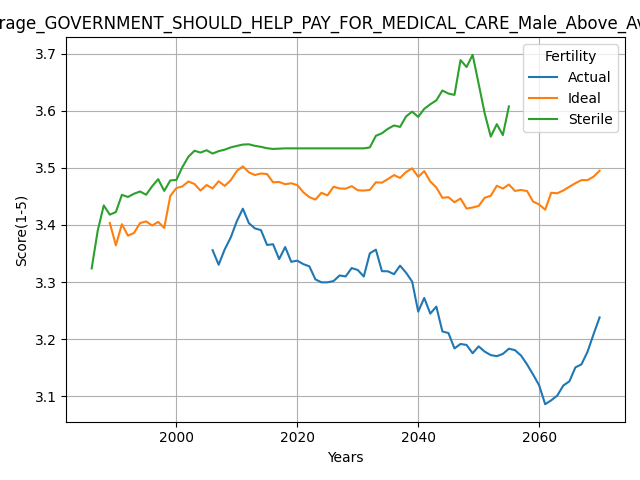 rage_GOVERNMENT_SHOULD_HELP_PAY_FOR_MEDICAL_CARE_Male_Above_Av
Fertility
Actual
Ideal
Sterile
Score(1-5)
3.7
3.6
3.5
3.4
3.3
3.2
3.1
2000 2020 2040 2060
Years